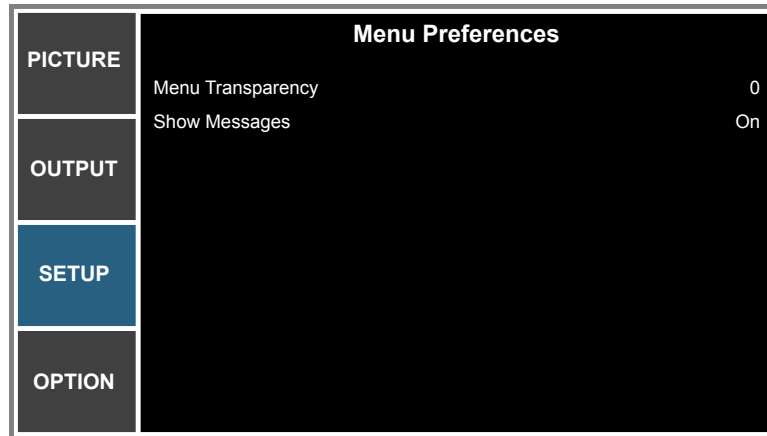 PICTURE
OUTPUT
SETUP
OPTION
Menu Preferences
Menu Transparency 0
Show Messages On